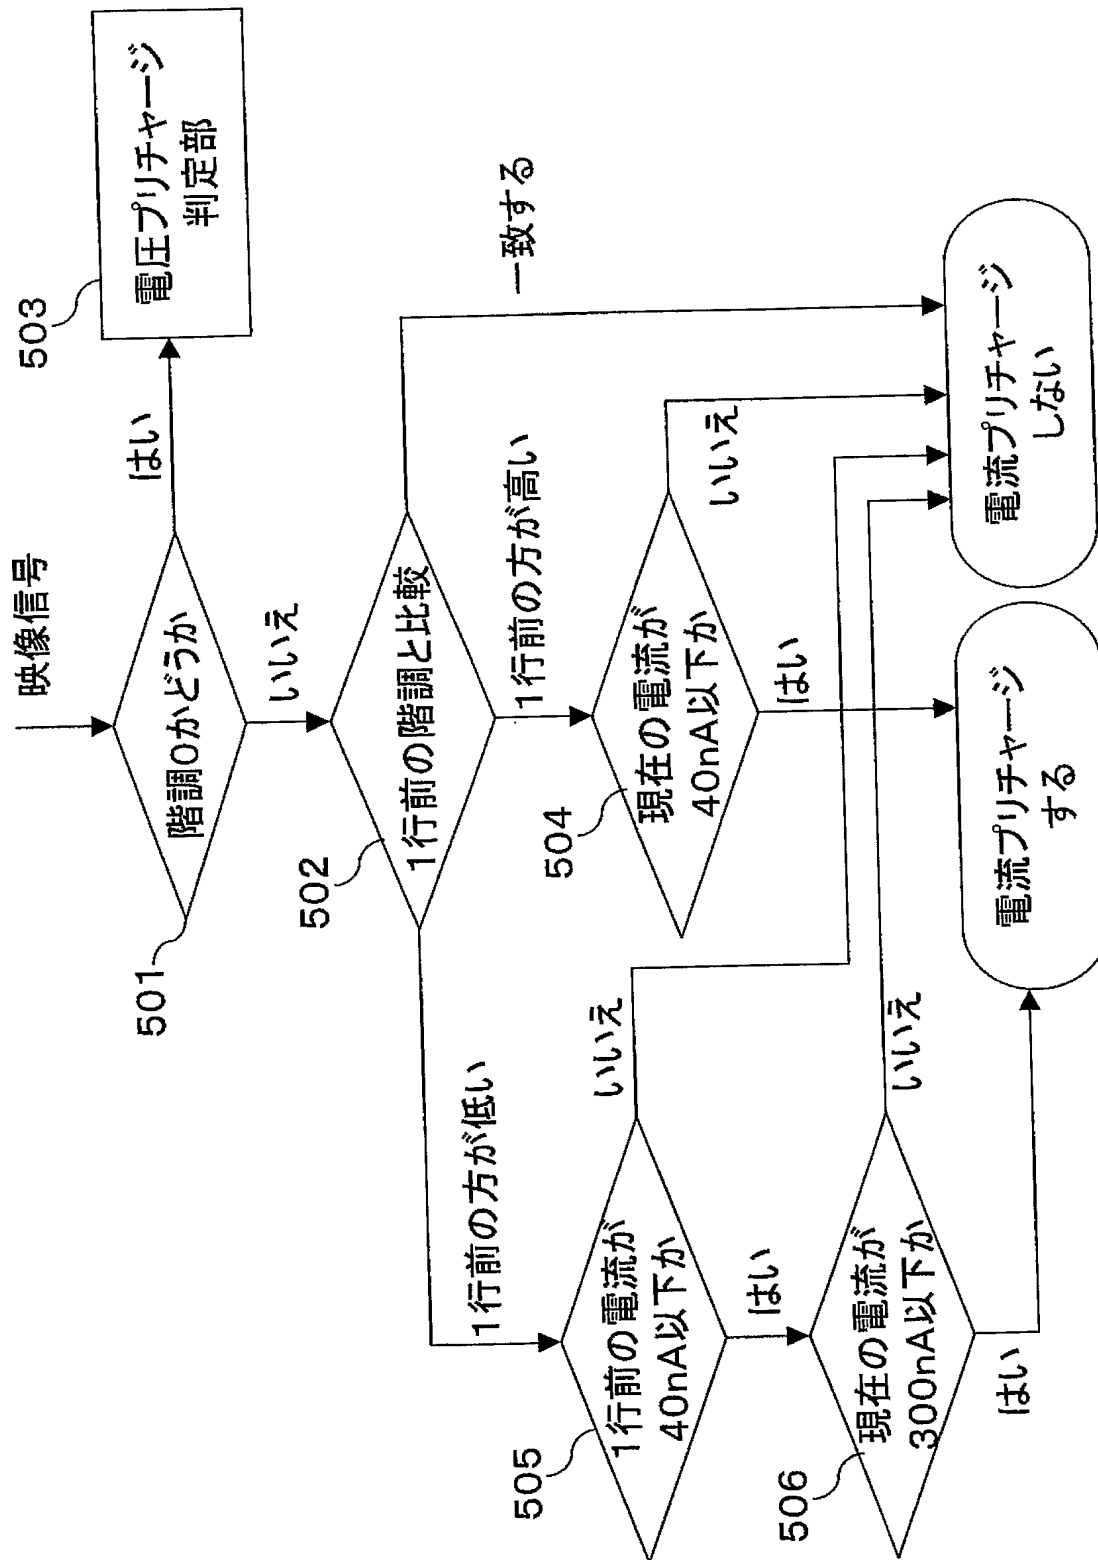 映像信号
501
階調0かどうか
はい
503
電圧プリチャージ
判定部
いいえ
502
1行前の階調と比較
一致する
1行前の方が高い
1行前の方が低い
504
現在の電流が
40nA以下か
いいえ
はい
505
1行前の電流が
40nA以下か
いいえ
はい
506
現在の電流が
300nA以下か
いいえ
はい
電流プリチャージ
する
電流プリチャージ
しない